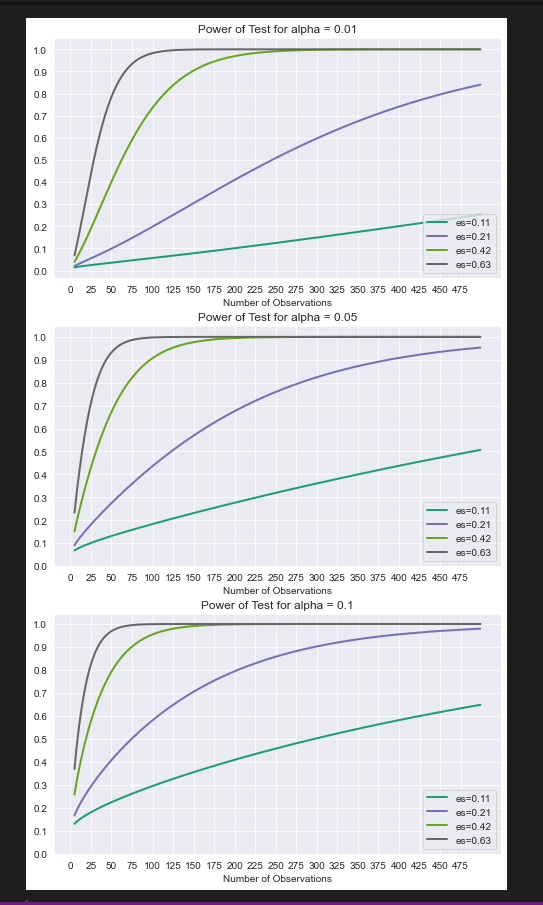 Power of Test for alpha = 0.01
1.0
0.9
0.8
0.7
0.6
0.5
0.4
0.3
0.2
0.1
0.0
es=0.11
es=0.21
es=0.42
es=0.63
0 25 50 75 100 125 150 175 200 225 250 275 300 325 350 375 400 425 450 475
Number of Observations
Power of Test for alpha = 0.05
1.0
0.9
0.8
0.7
0.6
0.5
0.4
0.3
0.2
0.1
0.0
es=0.11
es=0.21
es=0.42
es=0.63
0 25 50 75 100 125 150 175 200 225 250 275 300 325 350 375 400 425 450 475
Number of Observations
Power of Test for alpha = 0.1
1.0
0.9
0.8
0.7
0.6
0.5
0.4
0.3
0.2
0.1
0.0
es=0.11
es=0.21
es=0.42
es=0.63
0 25 50 75 100 125 150 175 200 225 250 275 300 325 350 375 400 425 450 475
Number of Observations